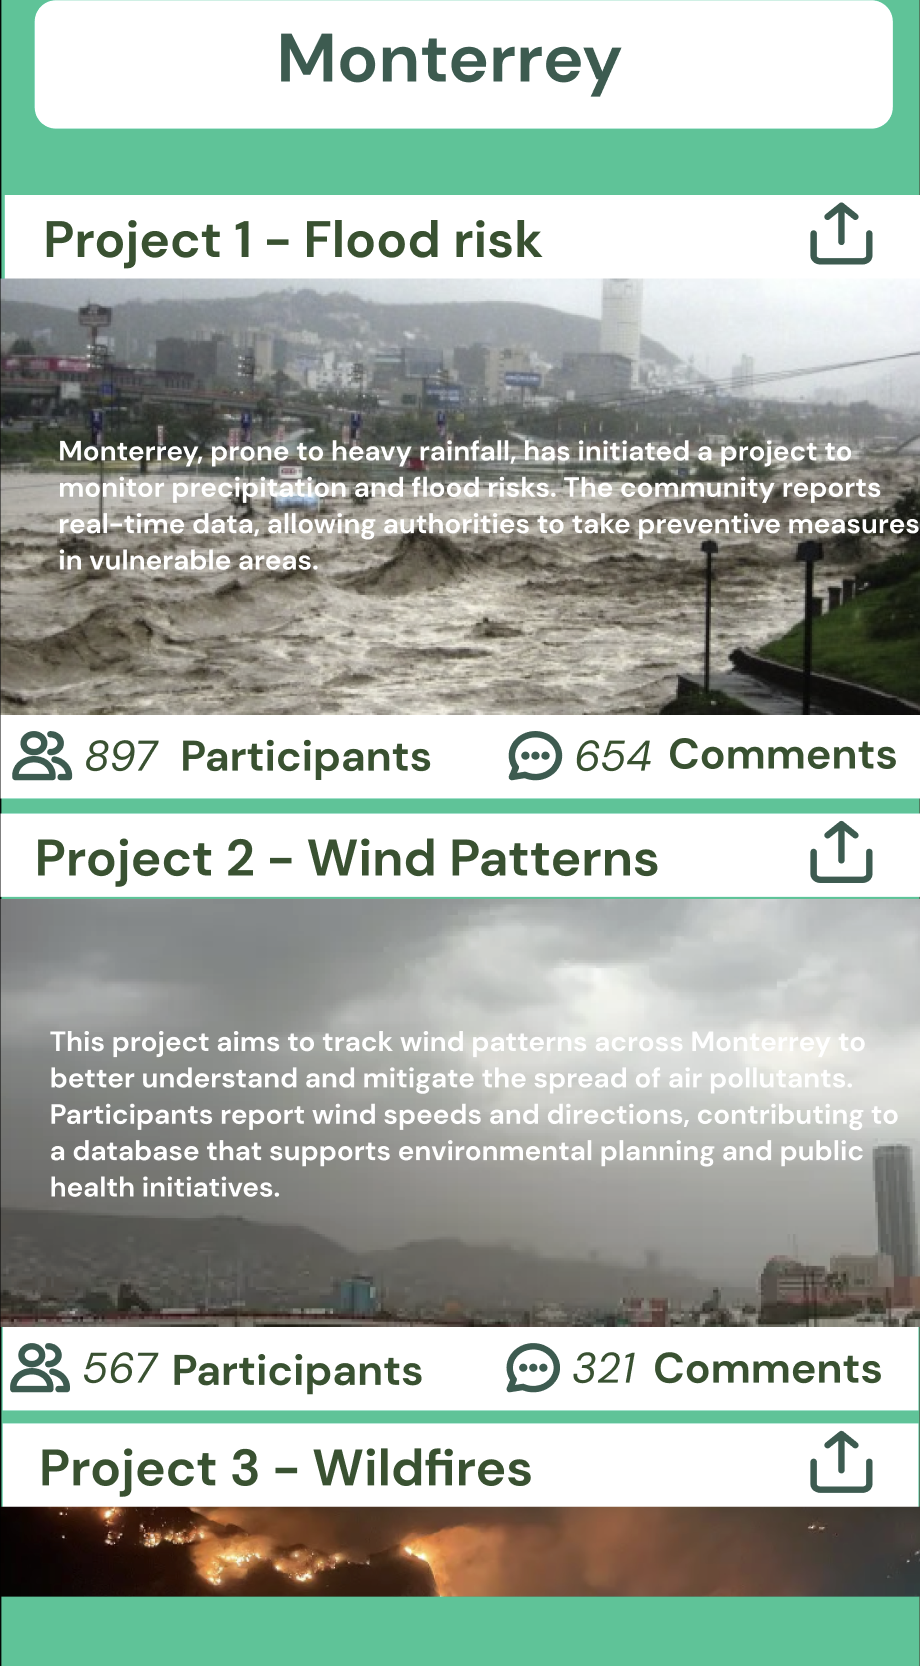 Monterrey
Project 1 – Flood risk
Monterrey, prone to heavy rainfall, has initiated a project to
monitor precipitation and flood risks. The community reports
real-time data, allowing authorities to take preventive measures
in vulnerable areas.
897 Participants 654 Comments
Project 2 – Wind Patterns
This project aims to track wind patterns across Monterrey to
better understand and mitigate the spread of air pollutants.
Participants report wind speeds and directions, contributing to
a database that supports environmental planning and public
health initiatives.
567 Participants 321 Comments
Project 3 – Wildfires